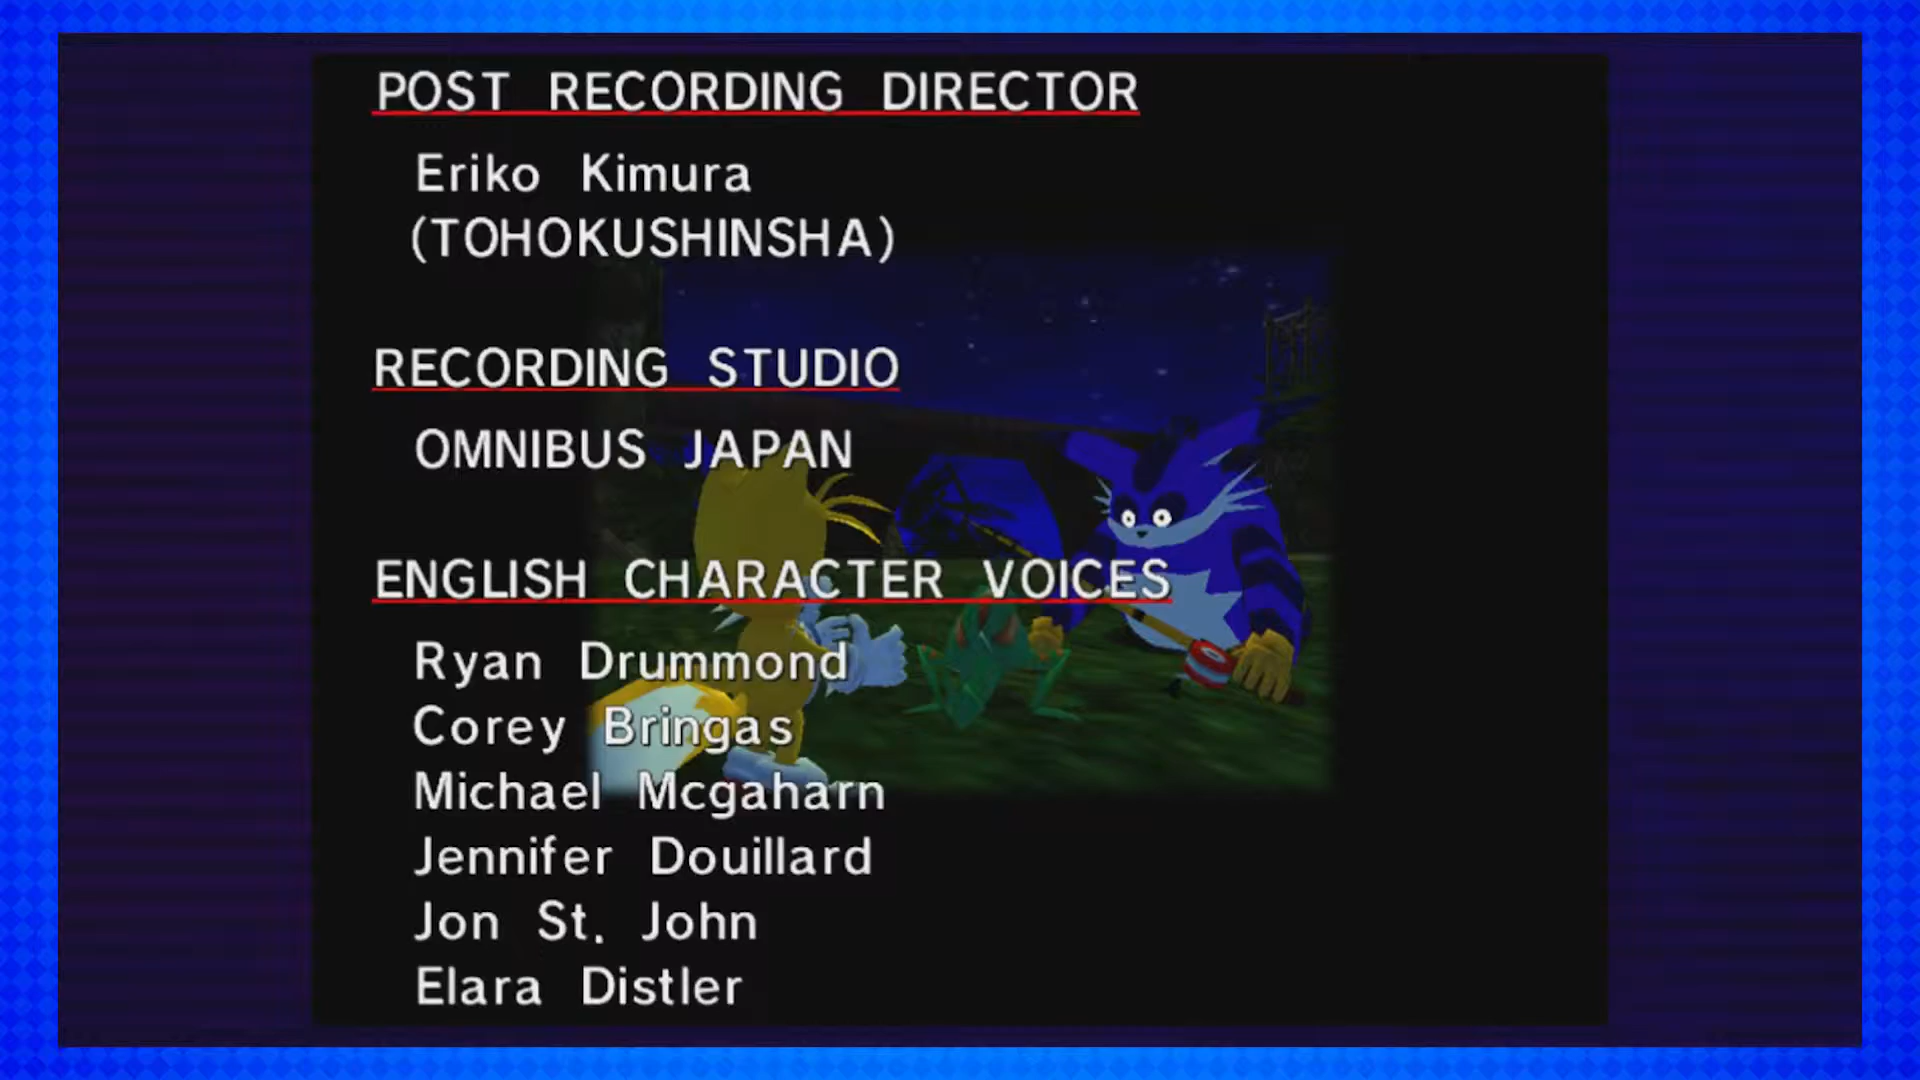 POST RECORDING DIRECTOR
Eriko Kimura
(TOHOKUSHINSHA)
RECORDING STUDIO
OMNIBUS JAPAN
ENGLISH CHARACTER VOICES
Ryan Drummond
Corey Bringas
Michael Mcgaharn
Jennifer Douillard
Jon St. John
Elara Distler